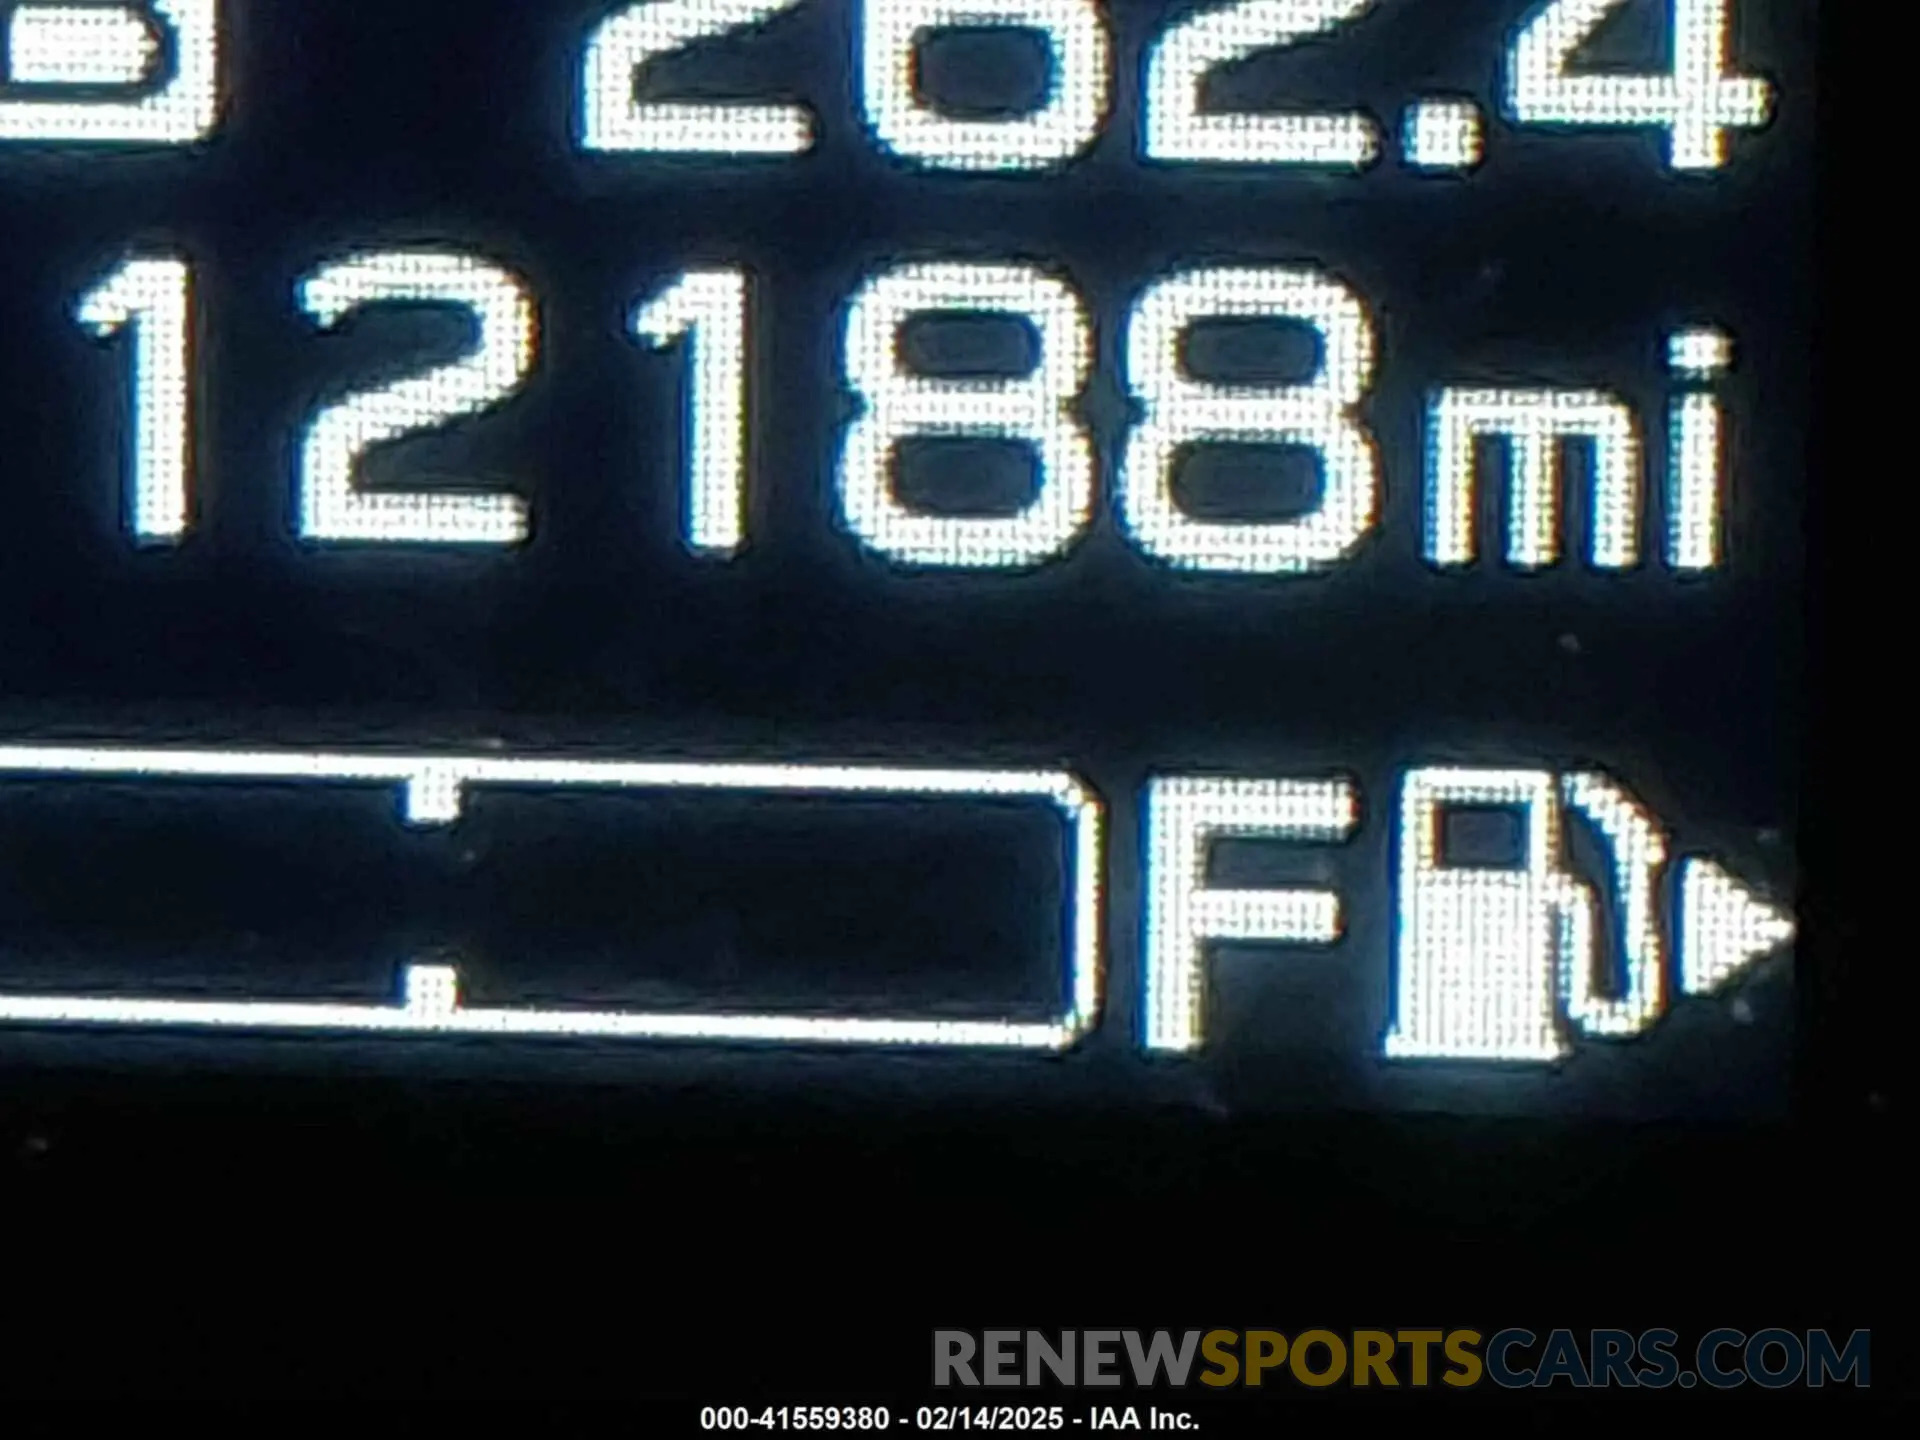 B 262.4
12188mi
F
RENEWSPORTSCARS.COM
000-41559380 - 02/14/2025 - IAA Inc.